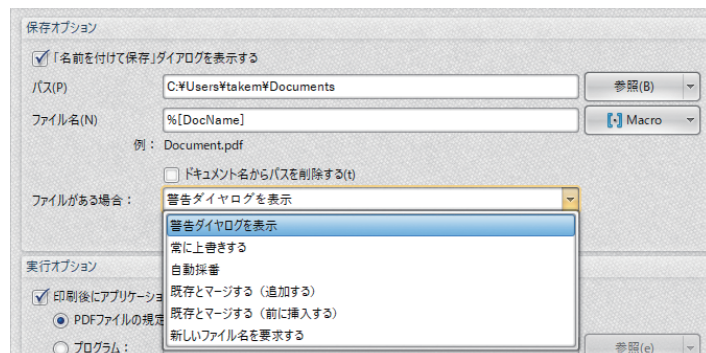 保存オプション
「名前を付けて保存」ダイアログを表示する
パス(P)
C:¥Users¥takem¥Documents
参照(B)
ファイル名(N)
%[DocName]
Macro
例： Document.pdf
ドキュメント名からパスを削除する(t)
ファイルがある場合：
警告ダイヤログを表示
警告ダイヤログを表示
常に上書きする
自動採番
既存とマージする（追加する）
既存とマージする（前に挿入する）
新しいファイル名を要求する
実行オプション
印刷後にアプリケーショ
PDFファイルの規定
プログラム：
参照(e)